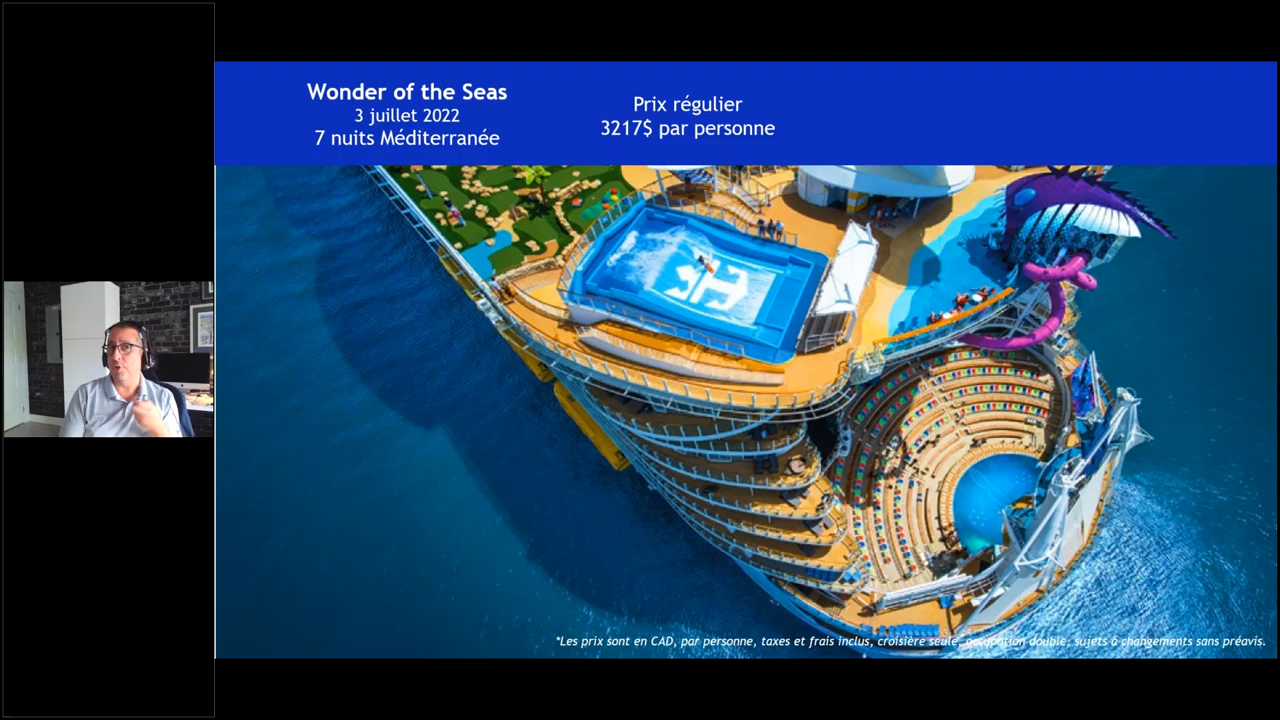 Wonder of the Seas
3 juillet 2022
7 nuits Méditerranée
Prix régulier
3217$ par personne
*Les prix sont en CAD, par personne, taxes et frais inclus, croisière seule, occupation double; sujets à changements sans préavis.